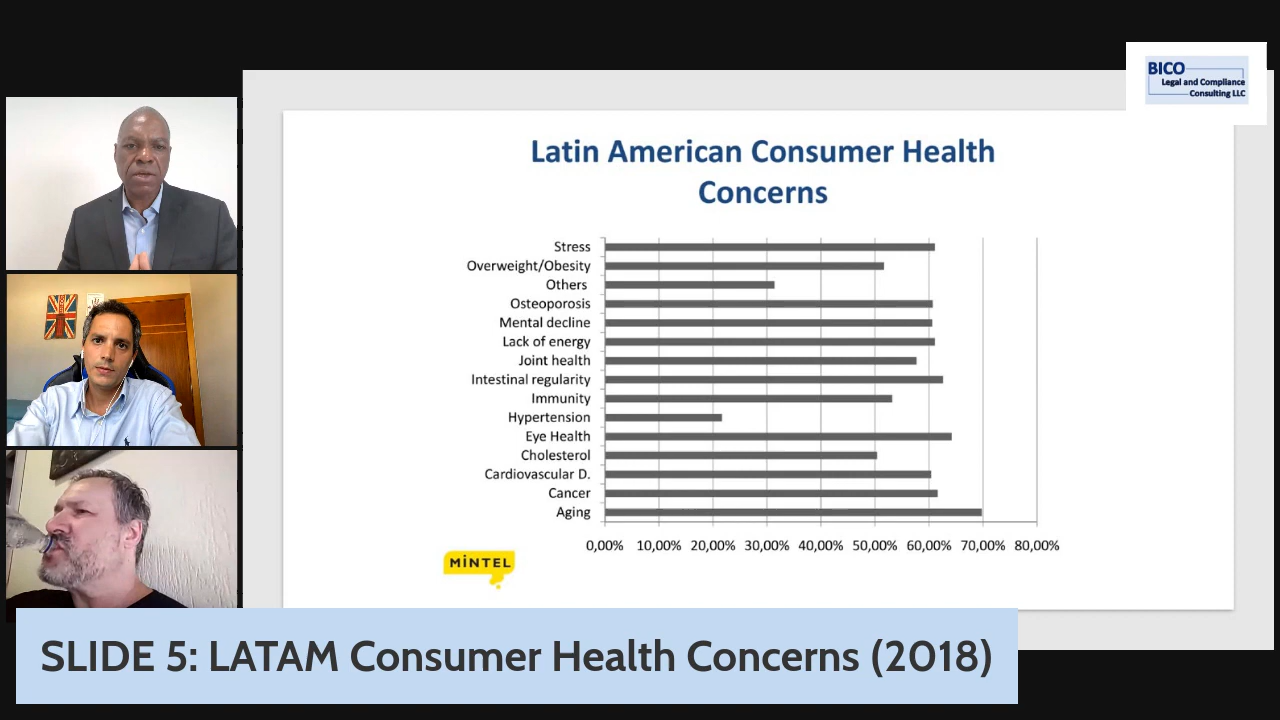 BICO
Legal and Compliance
Consulting LLC
Latin American Consumer Health
Concerns
Stress
Overweight/Obesity
Others
Osteoporosis
Mental decline
Lack of energy
Joint health
Intestinal regularity
Immunity
Hypertension
Eye Health
Cholesterol
Cardiovascular D.
Cancer
Aging
0,00% 10,00% 20,00% 30,00% 40,00% 50,00% 60,00% 70,00% 80,00%
MiNTEL
SLIDE 5: LATAM Consumer Health Concerns (2018)